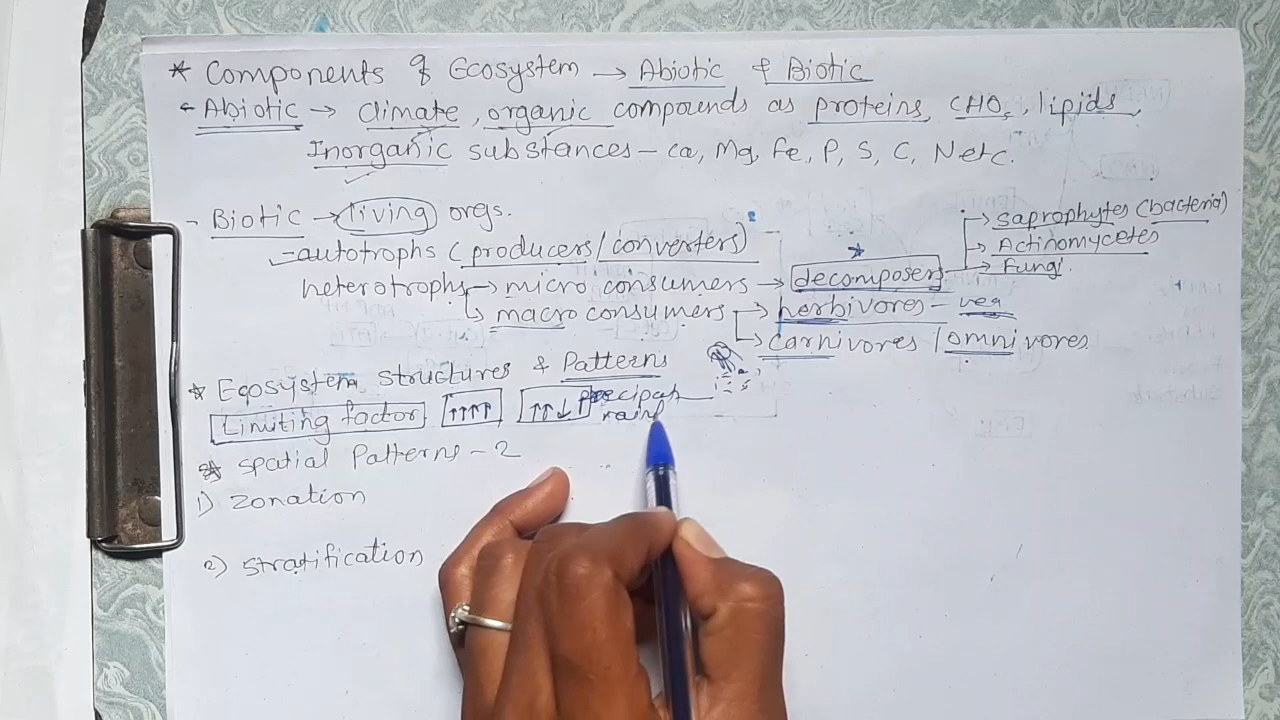 * Components of Ecosystem → Abiotic & Biotic
- Abiotic → Climate, organic compounds as proteins, CHO, lipids
Inorganic substances - Ca, Mg, Fe, P, S, C, N etc.
- Biotic → living orgs.
- autotrophs (producers/converters)
heterotrophs → micro consumers → decomposers → saprophytes (bacteria)
→ Actinomycetes
→ Fungi
→ macro consumers → herbivores - veg
→ carnivores / omnivores
* Ecosystem structures & Patterns
Limiting factor ↑↑↑↑ ↑↑↓↑ precipat
rainf
* Spatial Patterns - 2
1) Zonation
2) Stratification